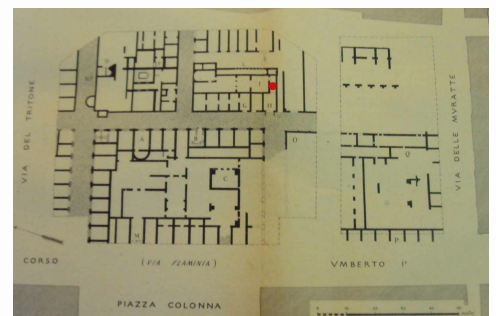 VIA DEL TRITONE
VIA DELLE MVRATTE
A
C
G
H
O
Q
M
P
CORSO
(VIA FLAMINIA)
VMBERTO I°
PIAZZA COLONNA